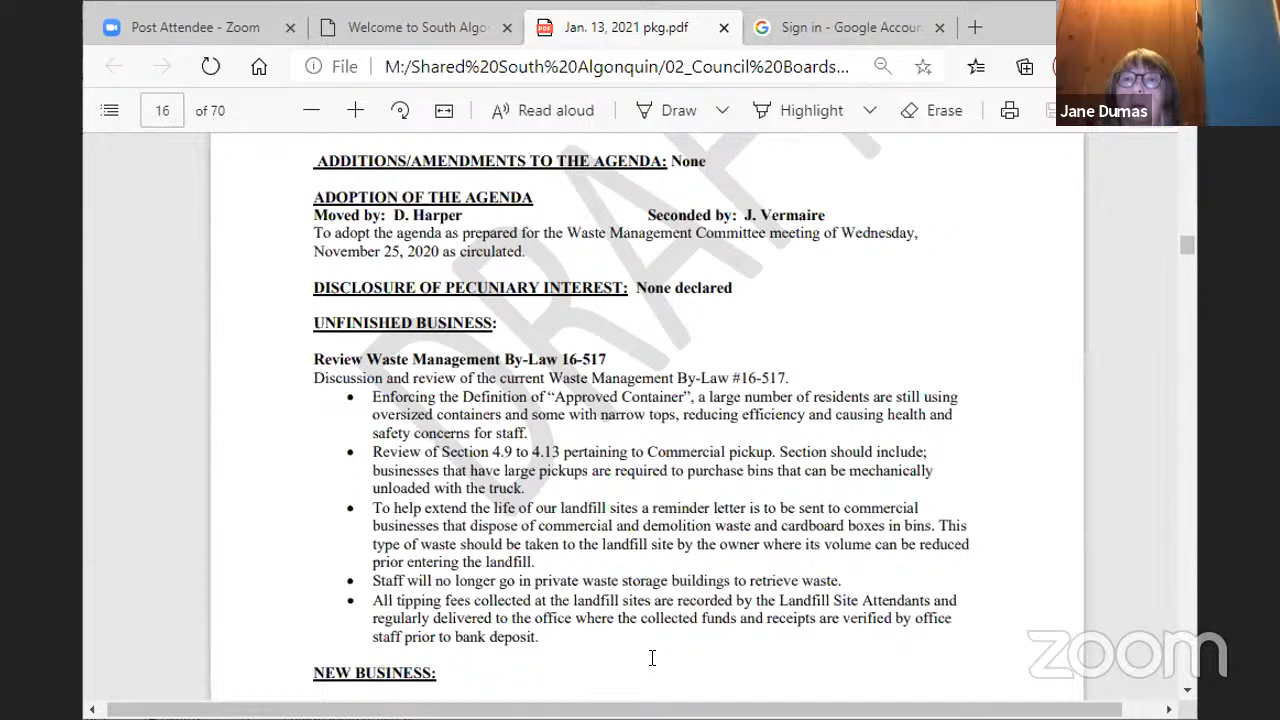 Post Attendee - Zoom
Welcome to South Algo
Jan. 13, 2021 pkg.pdf
Sign in - Google Accoun
File
M:/Shared%20South%20Algonquin/02_Council%20Boards...
16 of 70
Read aloud
Draw
Highlight
Erase
Jane Dumas
ADDITIONS/AMENDMENTS TO THE AGENDA: None
ADOPTION OF THE AGENDA
Moved by: D. Harper Seconded by: J. Vermaire
To adopt the agenda as prepared for the Waste Management Committee meeting of Wednesday,
November 25, 2020 as circulated.
DISCLOSURE OF PECUNIARY INTEREST: None declared
UNFINISHED BUSINESS:
Review Waste Management By-Law 16-517
Discussion and review of the current Waste Management By-Law #16-517.
• Enforcing the Definition of “Approved Container”, a large number of residents are still using
oversized containers and some with narrow tops, reducing efficiency and causing health and
safety concerns for staff.
• Review of Section 4.9 to 4.13 pertaining to Commercial pickup. Section should include;
businesses that have large pickups are required to purchase bins that can be mechanically
unloaded with the truck.
• To help extend the life of our landfill sites a reminder letter is to be sent to commercial
businesses that dispose of commercial and demolition waste and cardboard boxes in bins. This
type of waste should be taken to the landfill site by the owner where its volume can be reduced
prior entering the landfill.
• Staff will no longer go in private waste storage buildings to retrieve waste.
• All tipping fees collected at the landfill sites are recorded by the Landfill Site Attendants and
regularly delivered to the office where the collected funds and receipts are verified by office
staff prior to bank deposit.
NEW BUSINESS:
DRAFT
zoom